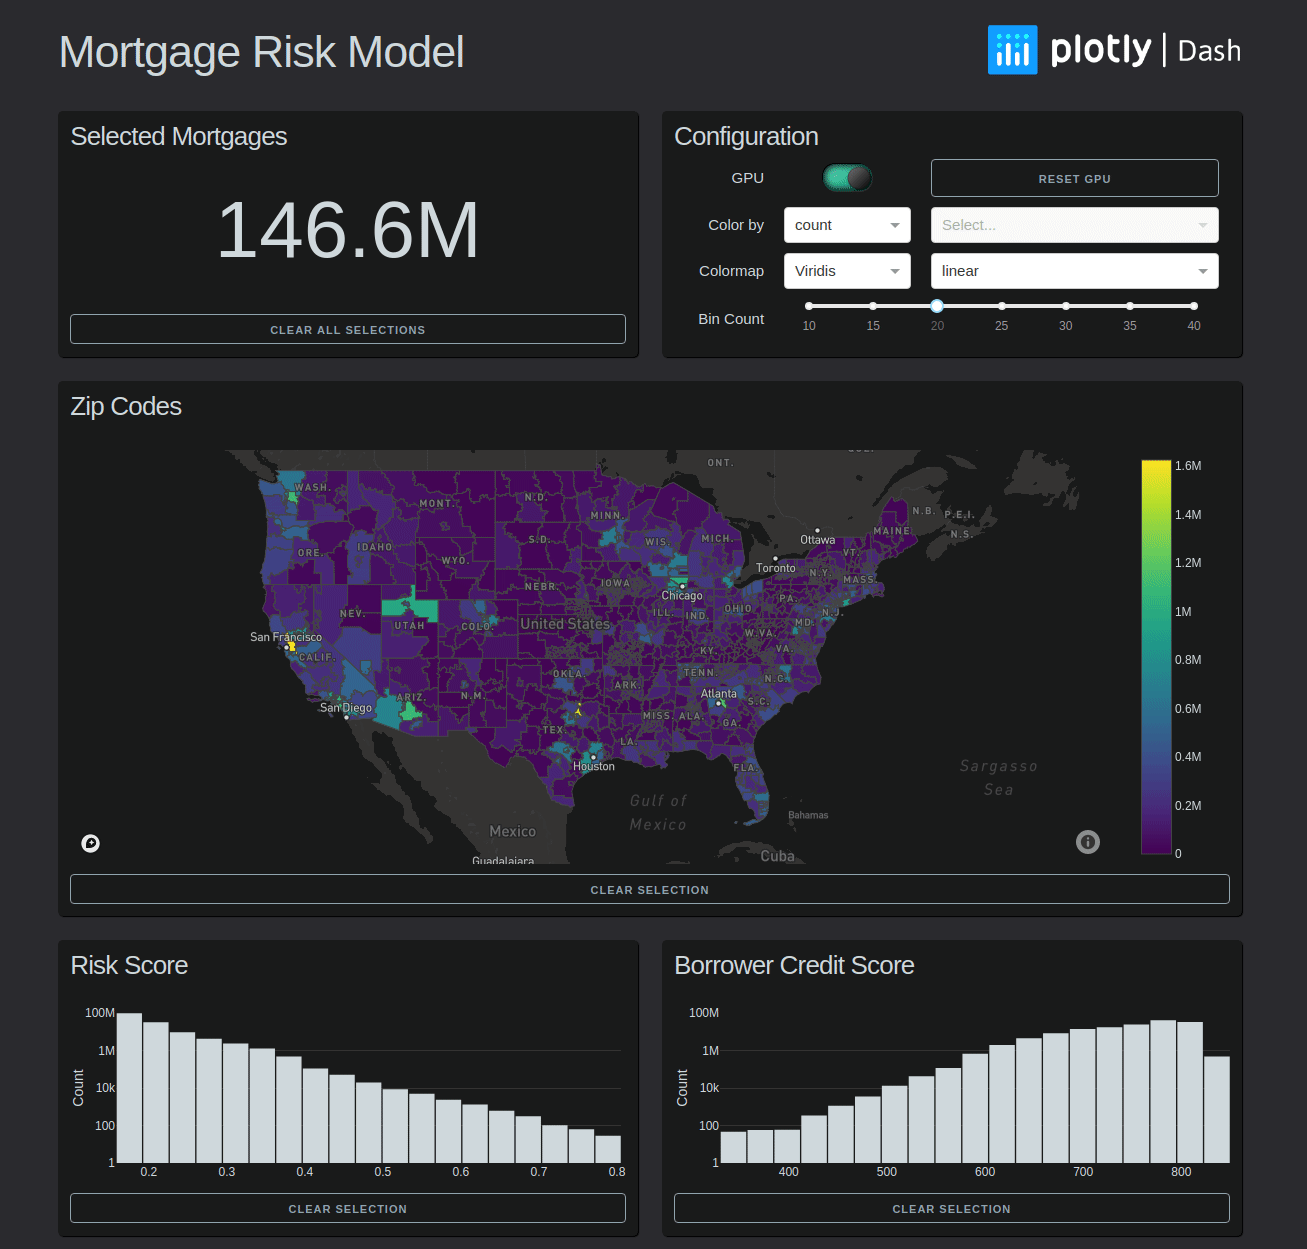 Mortgage Risk Model
plotly | Dash
Selected Mortgages
146.6M
CLEAR ALL SELECTIONS
Configuration
GPU
RESET GPU
Color by
count
Select...
Colormap
Viridis
linear
Bin Count
10 15 20 25 30 35 40
Zip Codes
ONT.
WASH.
MONT.
N.D.
MINN.
N.B.
P.E.I.
N.S.
MAINE
Ottawa
ORE.
IDAHO
WYO.
S.D.
WIS.
MICH.
VT.
Toronto
N.Y.
MASS.
NEBR.
IOWA
Chicago
PA.
NEV.
UTAH
COLO.
United States
ILL.
IND.
OHIO
N.J.
MD.
San Francisco
CALIF.
W.VA.
KY.
VA.
OKLA.
TENN.
N.C.
ARIZ.
N.M.
ARK.
Atlanta
S.C.
San Diego
MISS.
ALA.
GA.
TEX.
LA.
Houston
FLA.
Sargasso
Sea
Gulf of
Mexico
Bahamas
Mexico
Cuba
Guadalajara
1.6M
1.4M
1.2M
1M
0.8M
0.6M
0.4M
0.2M
0
CLEAR SELECTION
Risk Score
100M
1M
10k
100
1
Count
0.2 0.3 0.4 0.5 0.6 0.7 0.8
CLEAR SELECTION
Borrower Credit Score
100M
1M
10k
100
1
Count
400 500 600 700 800
CLEAR SELECTION